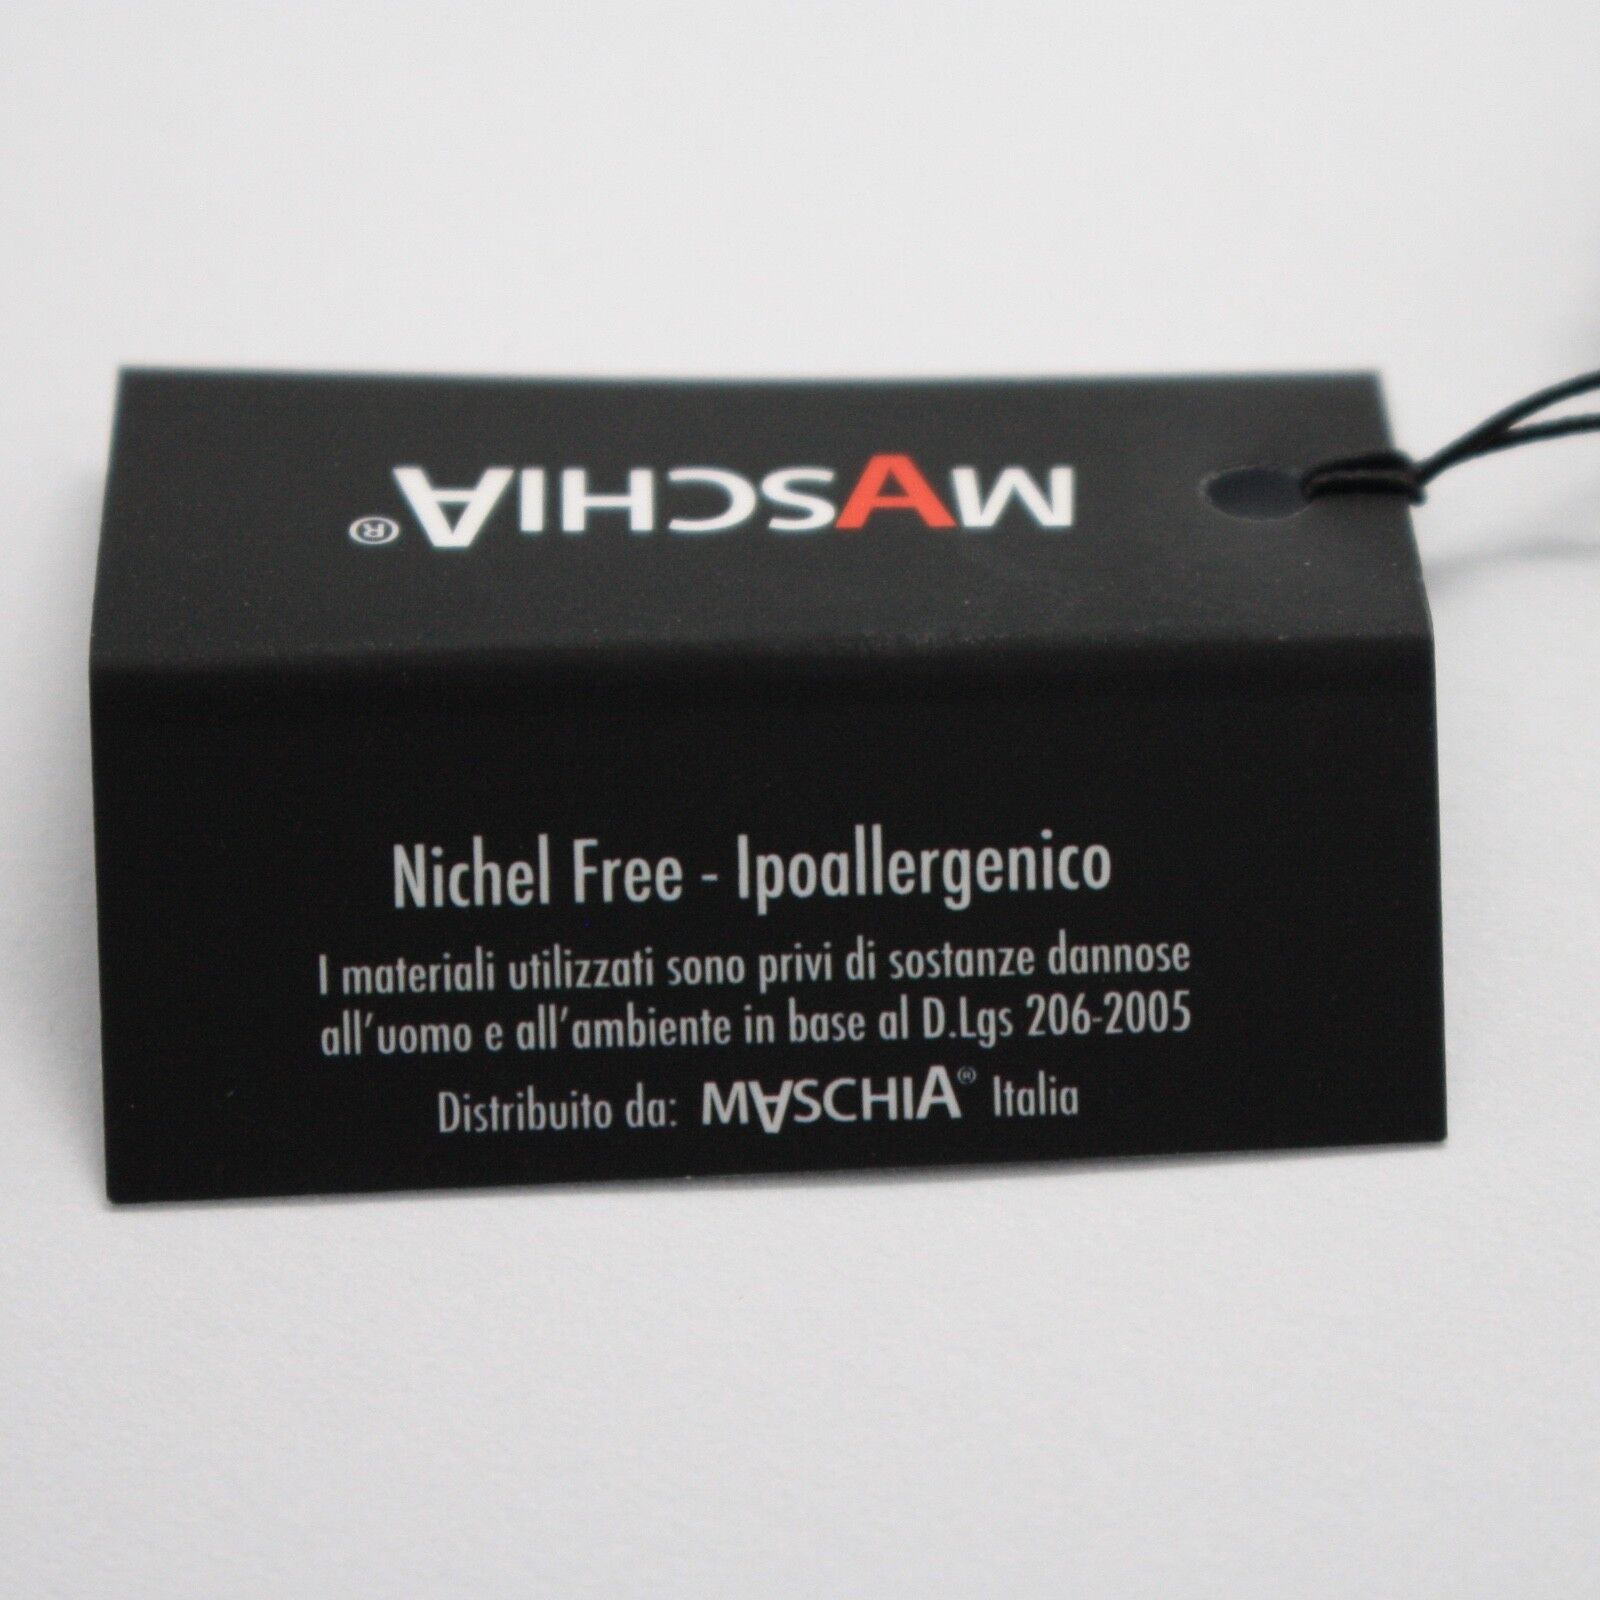 MASCHIA®
Nichel Free - Ipoallergenico
I materiali utilizzati sono privi di sostanze dannose
all'uomo e all'ambiente in base al D.Lgs 206-2005
Distribuito da: MASCHIA® Italia